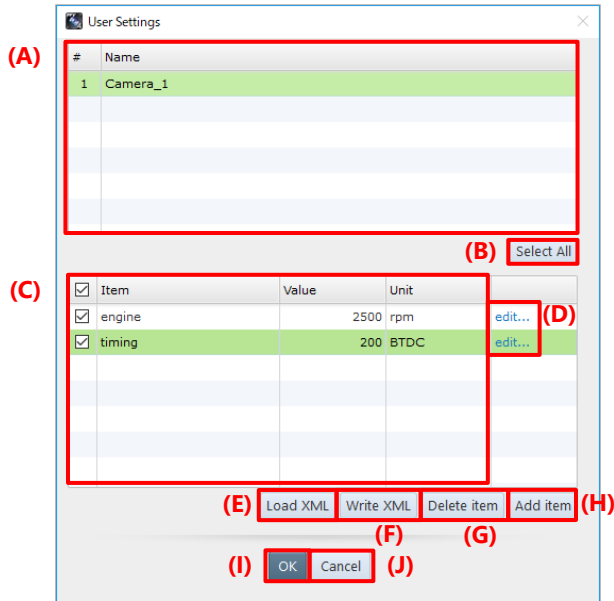 User Settings
(A)
# Name
1 Camera_1
(B) Select All
(C)
Item Value Unit
engine 2500 rpm edit... (D)
timing 200 BTDC edit...
(E) Load XML Write XML Delete item Add item (H)
(F) (G)
(I) OK Cancel (J)